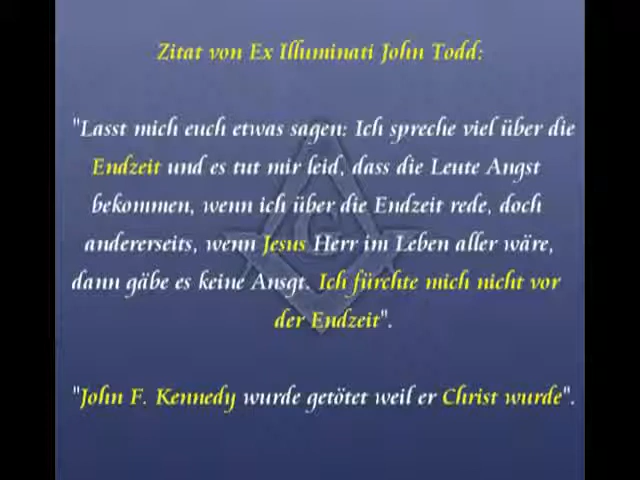 Zitat von Ex Illuminati John Todd:
"Lasst mich euch etwas sagen: Ich spreche viel über die
Endzeit und es tut mir leid, dass die Leute Angst
bekommen, wenn ich über die Endzeit rede, doch
andererseits, wenn Jesus Herr im Leben aller wäre,
dann gäbe es keine Ansgt. Ich fürchte mich nicht vor
der Endzeit".
"John F. Kennedy wurde getötet weil er Christ wurde".
G